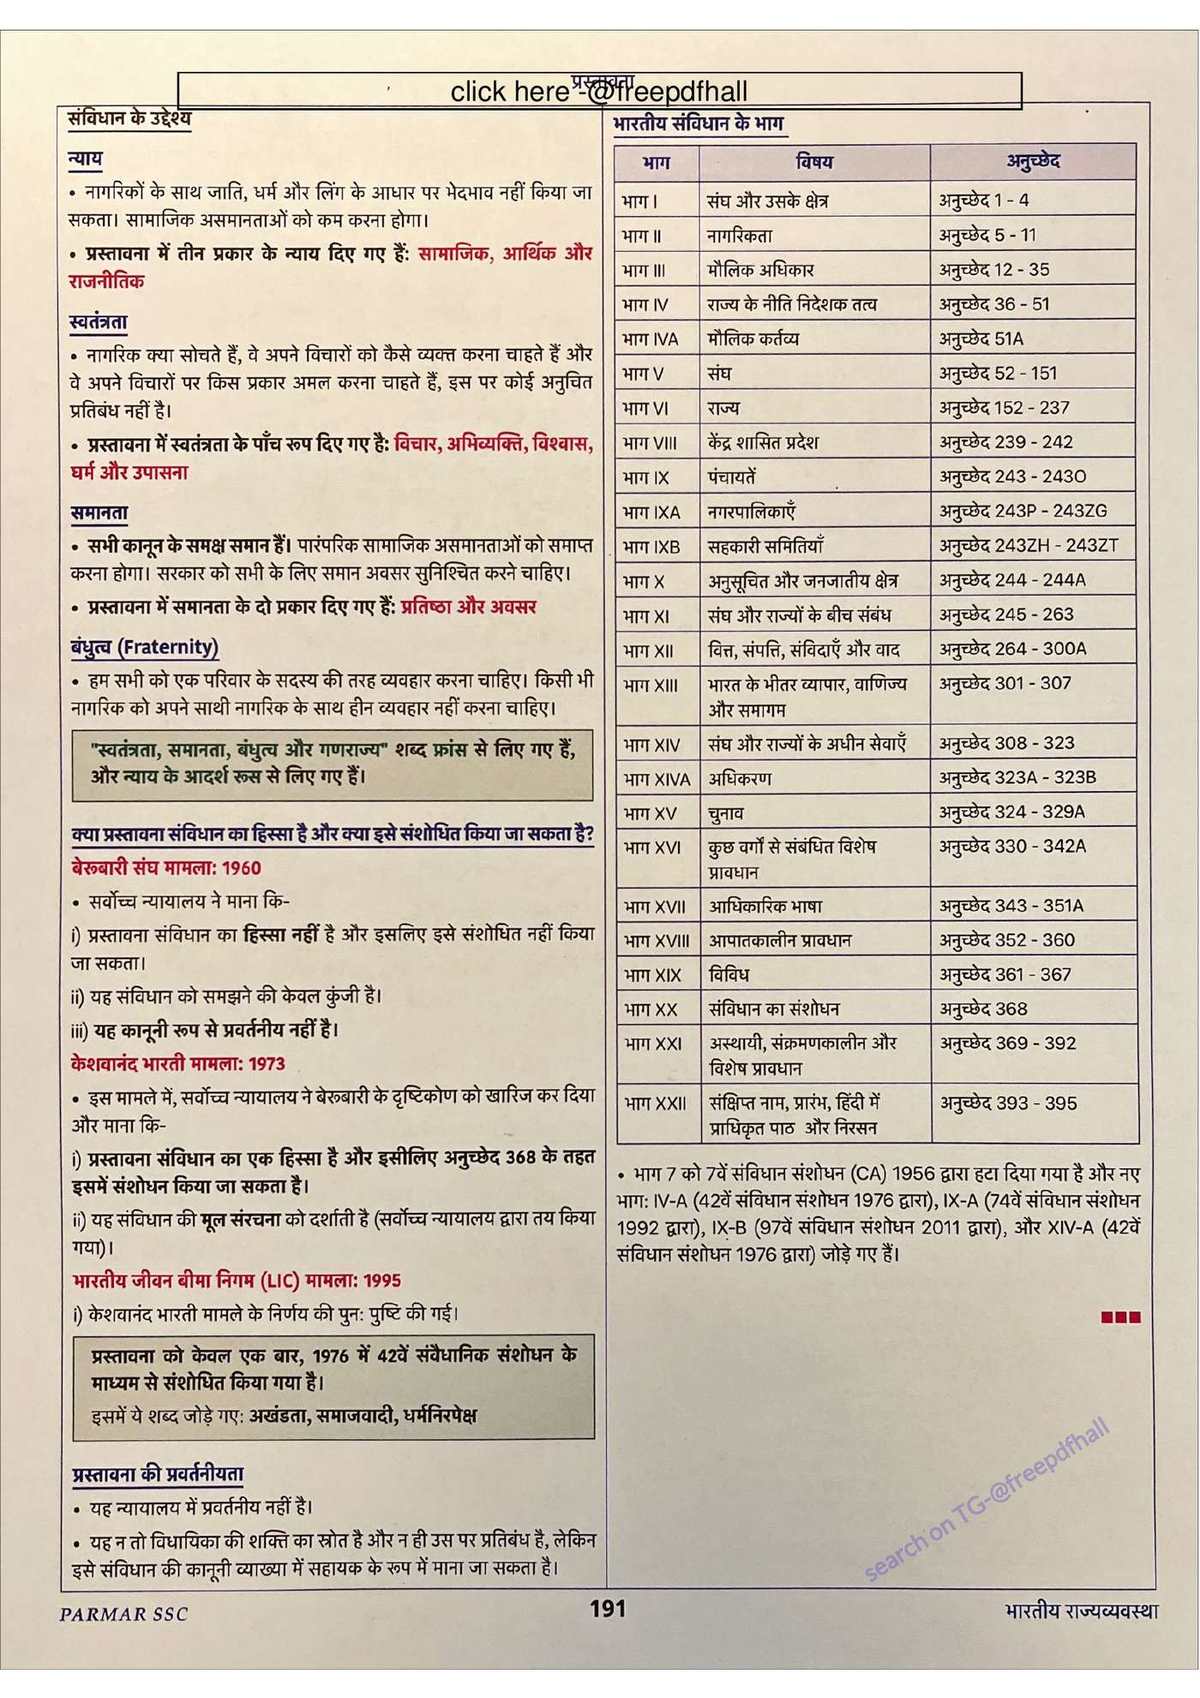 प्रस्तावना
click here -@freepdfhall
संविधान के उद्देश्य
न्याय
• नागरिकों के साथ जाति, धर्म और लिंग के आधार पर भेदभाव नहीं किया जा
सकता। सामाजिक असमानताओं को कम करना होगा।
• प्रस्तावना में तीन प्रकार के न्याय दिए गए हैं: सामाजिक, आर्थिक और
राजनीतिक
स्वतंत्रता
• नागरिक क्या सोचते हैं, वे अपने विचारों को कैसे व्यक्त करना चाहते हैं और
वे अपने विचारों पर किस प्रकार अमल करना चाहते हैं, इस पर कोई अनुचित
प्रतिबंध नहीं है।
• प्रस्तावना में स्वतंत्रता के पाँच रूप दिए गए है: विचार, अभिव्यक्ति, विश्वास,
धर्म और उपासना
समानता
• सभी कानून के समक्ष समान हैं। पारंपरिक सामाजिक असमानताओं को समाप्त
करना होगा। सरकार को सभी के लिए समान अवसर सुनिश्चित करने चाहिए।
• प्रस्तावना में समानता के दो प्रकार दिए गए हैं: प्रतिष्ठा और अवसर
बंधुत्व (Fraternity)
• हम सभी को एक परिवार के सदस्य की तरह व्यवहार करना चाहिए। किसी भी
नागरिक को अपने साथी नागरिक के साथ हीन व्यवहार नहीं करना चाहिए।
"स्वतंत्रता, समानता, बंधुत्व और गणराज्य" शब्द फ्रांस से लिए गए हैं,
और न्याय के आदर्श रूस से लिए गए हैं।
क्या प्रस्तावना संविधान का हिस्सा है और क्या इसे संशोधित किया जा सकता है?
बेरूबारी संघ मामला: 1960
• सर्वोच्च न्यायालय ने माना कि-
i) प्रस्तावना संविधान का हिस्सा नहीं है और इसलिए इसे संशोधित नहीं किया
जा सकता।
ii) यह संविधान को समझने की केवल कुंजी है।
iii) यह कानूनी रूप से प्रवर्तनीय नहीं है।
केशवानंद भारती मामला: 1973
• इस मामले में, सर्वोच्च न्यायालय ने बेरूबारी के दृष्टिकोण को खारिज कर दिया
और माना कि-
i) प्रस्तावना संविधान का एक हिस्सा है और इसीलिए अनुच्छेद 368 के तहत
इसमें संशोधन किया जा सकता है।
ii) यह संविधान की मूल संरचना को दर्शाती है (सर्वोच्च न्यायालय द्वारा तय किया
गया)।
भारतीय जीवन बीमा निगम (LIC) मामला: 1995
i) केशवानंद भारती मामले के निर्णय की पुन: पुष्टि की गई।
प्रस्तावना को केवल एक बार, 1976 में 42वें संवैधानिक संशोधन के
माध्यम से संशोधित किया गया है।
इसमें ये शब्द जोड़े गए: अखंडता, समाजवादी, धर्मनिरपेक्ष
प्रस्तावना की प्रवर्तनीयता
• यह न्यायालय में प्रवर्तनीय नहीं है।
• यह न तो विधायिका की शक्ति का स्रोत है और न ही उस पर प्रतिबंध है, लेकिन
इसे संविधान की कानूनी व्याख्या में सहायक के रूप में माना जा सकता है।
भारतीय संविधान के भाग
भाग विषय अनुच्छेद
भाग I संघ और उसके क्षेत्र अनुच्छेद 1 - 4
भाग II नागरिकता अनुच्छेद 5 - 11
भाग III मौलिक अधिकार अनुच्छेद 12 - 35
भाग IV राज्य के नीति निदेशक तत्व अनुच्छेद 36 - 51
भाग IVA मौलिक कर्तव्य अनुच्छेद 51A
भाग V संघ अनुच्छेद 52 - 151
भाग VI राज्य अनुच्छेद 152 - 237
भाग VIII केंद्र शासित प्रदेश अनुच्छेद 239 - 242
भाग IX पंचायतें अनुच्छेद 243 - 243O
भाग IXA नगरपालिकाएँ अनुच्छेद 243P - 243ZG
भाग IXB सहकारी समितियाँ अनुच्छेद 243ZH - 243ZT
भाग X अनुसूचित और जनजातीय क्षेत्र अनुच्छेद 244 - 244A
भाग XI संघ और राज्यों के बीच संबंध अनुच्छेद 245 - 263
भाग XII वित्त, संपत्ति, संविदाएँ और वाद अनुच्छेद 264 - 300A
भाग XIII भारत के भीतर व्यापार, वाणिज्य अनुच्छेद 301 - 307
और समागम
भाग XIV संघ और राज्यों के अधीन सेवाएँ अनुच्छेद 308 - 323
भाग XIVA अधिकरण अनुच्छेद 323A - 323B
भाग XV चुनाव अनुच्छेद 324 - 329A
भाग XVI कुछ वर्गों से संबंधित विशेष अनुच्छेद 330 - 342A
प्रावधान
भाग XVII आधिकारिक भाषा अनुच्छेद 343 - 351A
भाग XVIII आपातकालीन प्रावधान अनुच्छेद 352 - 360
भाग XIX विविध अनुच्छेद 361 - 367
भाग XX संविधान का संशोधन अनुच्छेद 368
भाग XXI अस्थायी, संक्रमणकालीन और अनुच्छेद 369 - 392
विशेष प्रावधान
भाग XXII संक्षिप्त नाम, प्रारंभ, हिंदी में अनुच्छेद 393 - 395
प्राधिकृत पाठ और निरसन
• भाग 7 को 7वें संविधान संशोधन (CA) 1956 द्वारा हटा दिया गया है और नए
भाग: IV-A (42वें संविधान संशोधन 1976 द्वारा), IX-A (74वें संविधान संशोधन
1992 द्वारा), IX-B (97वें संविधान संशोधन 2011 द्वारा), और XIV-A (42वें
संविधान संशोधन 1976 द्वारा) जोड़े गए हैं।
search on TG-@freepdfhall
PARMAR SSC
191
भारतीय राज्यव्यवस्था